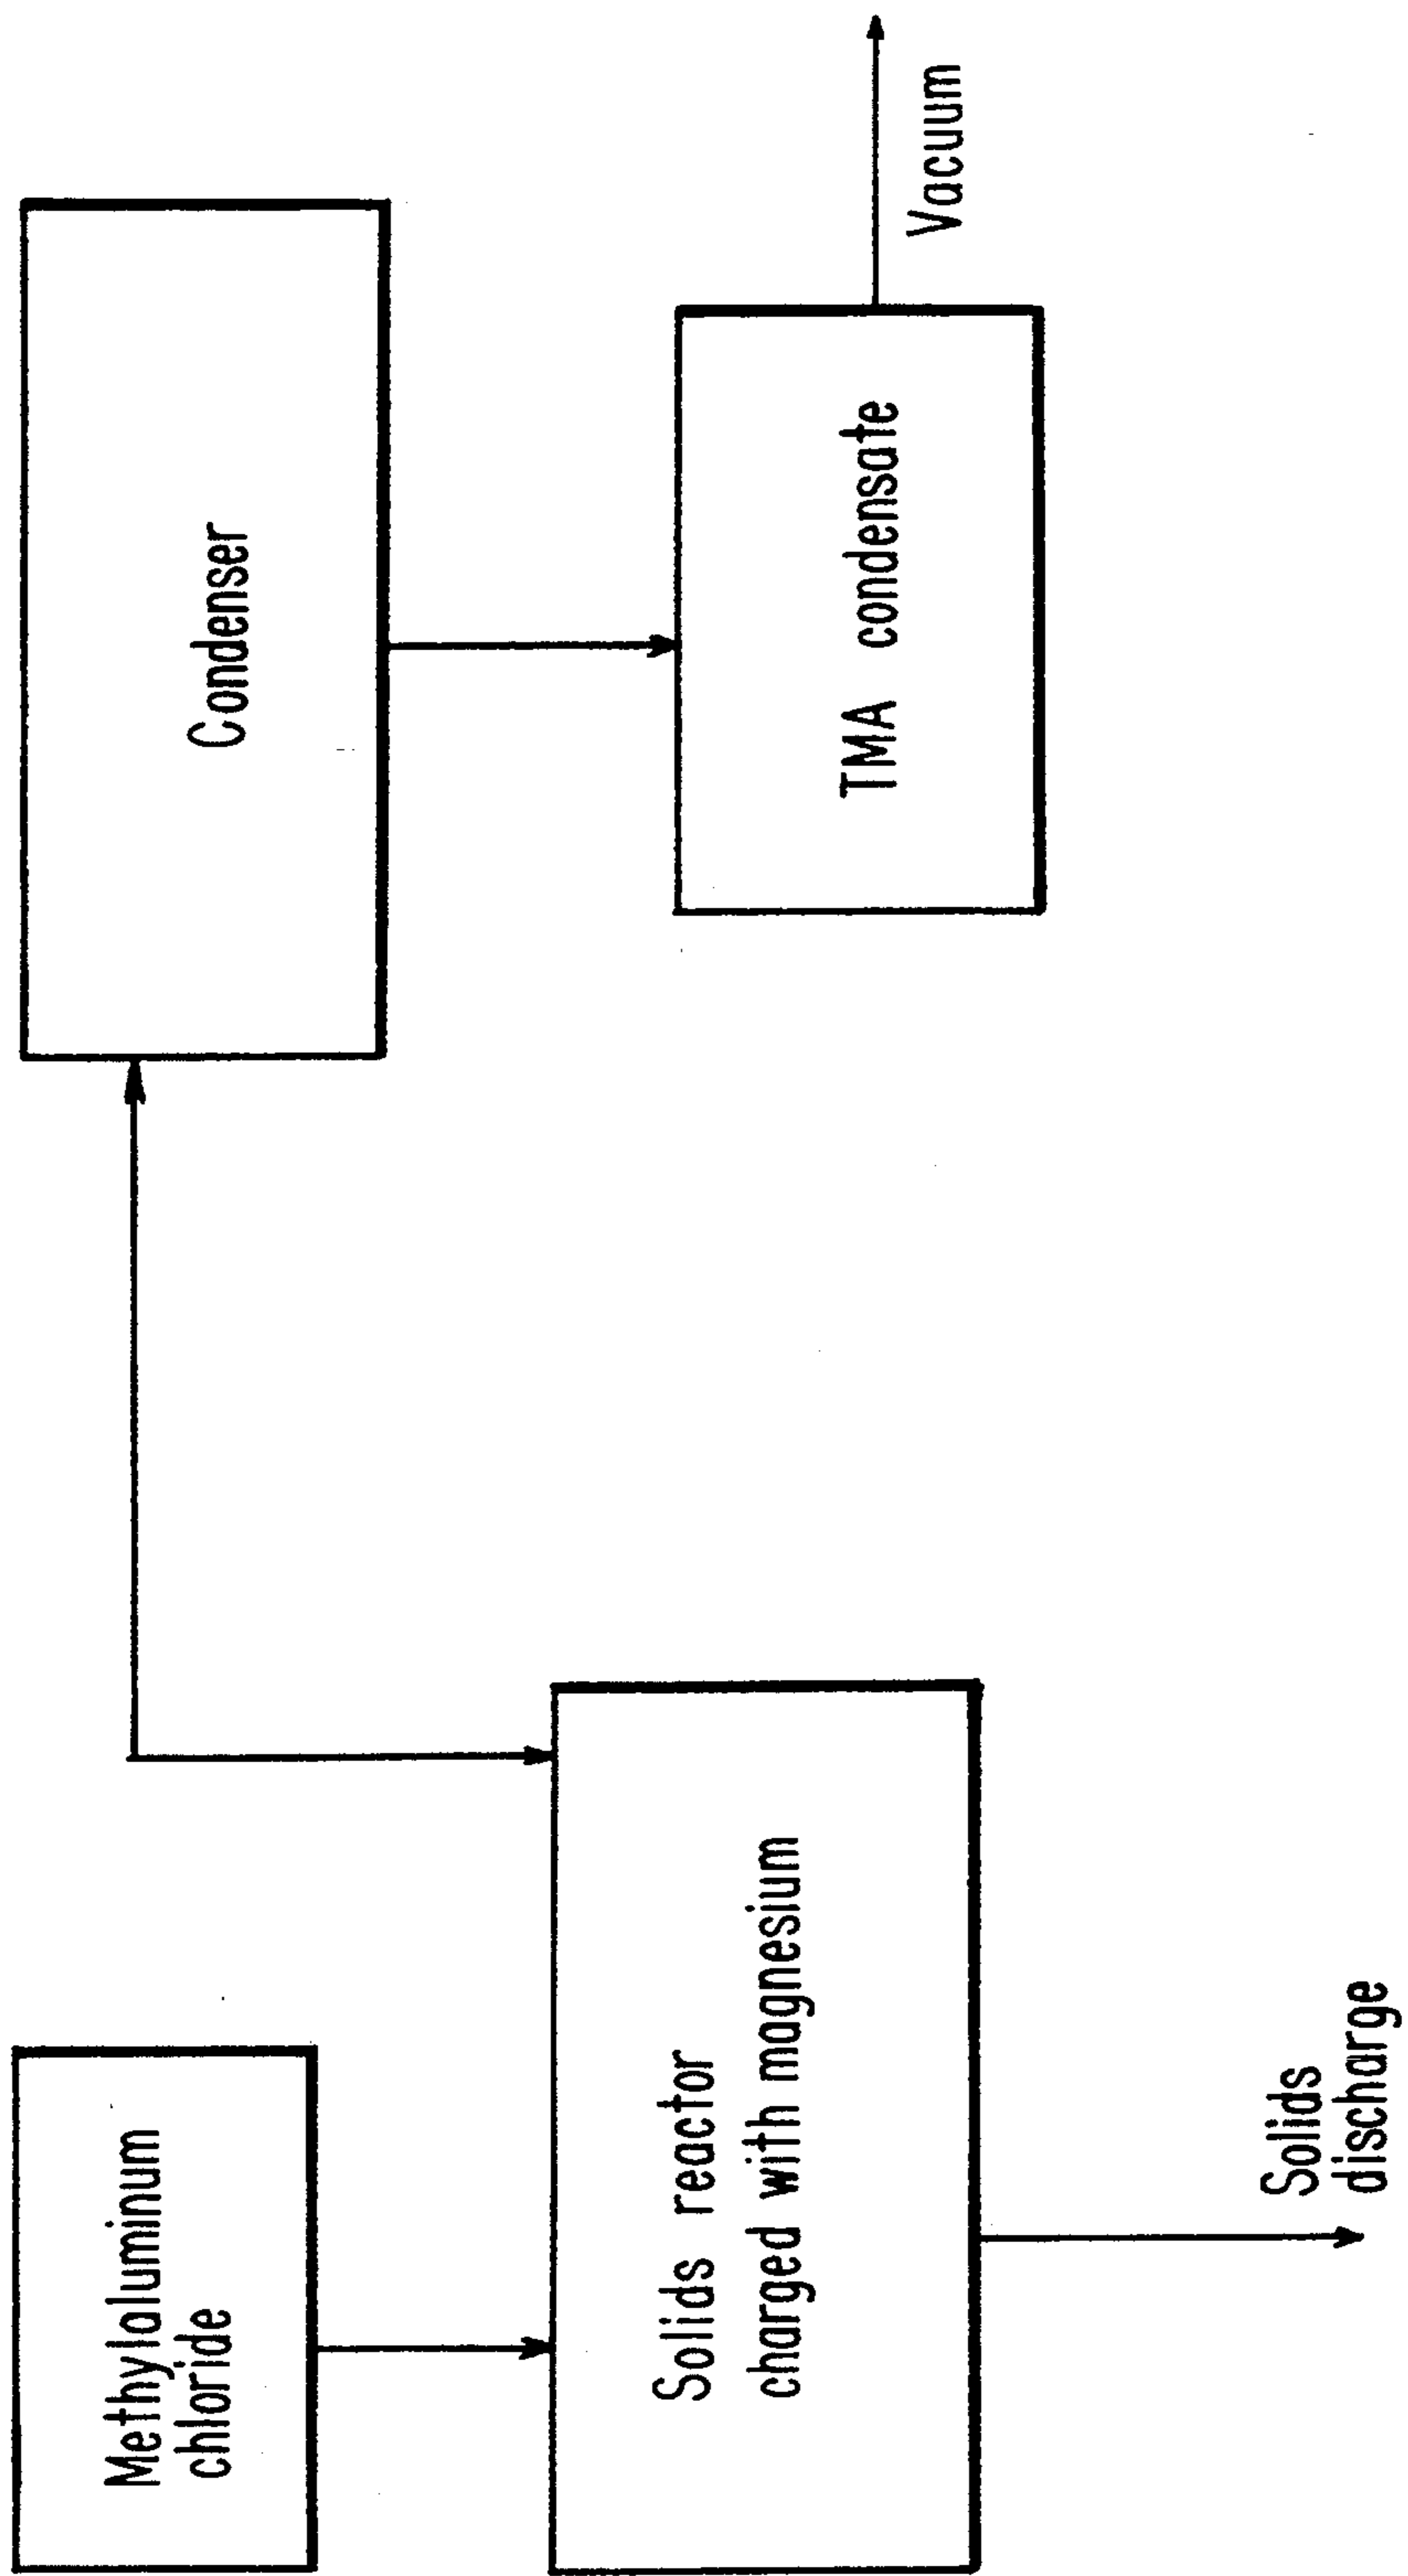 Methylaluminum
chloride
Condenser
Solids reactor
charged with magnesium
TMA condensate
Vacuum
Solids
discharge